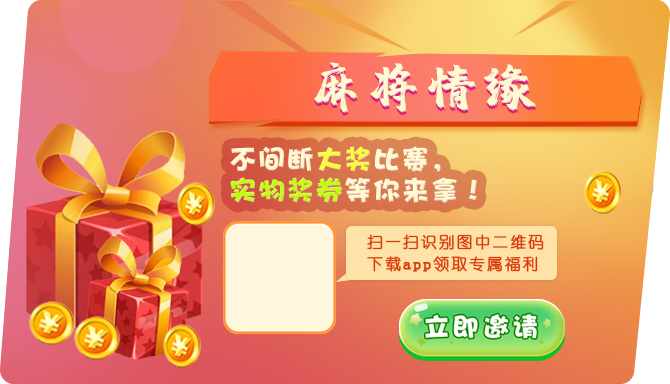 麻将情缘
不间断大奖比赛，
实物奖券等你来拿！
扫一扫识别图中二维码
下载app领取专属福利
立即邀请